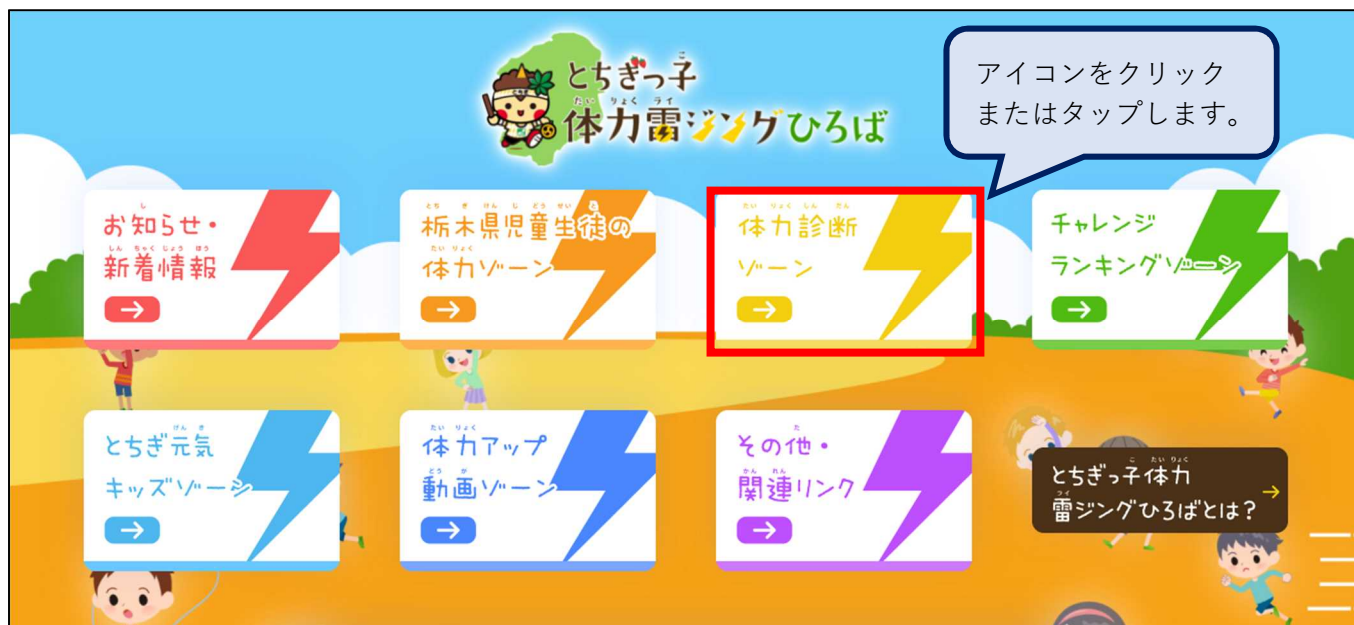 とちぎっ子
体力雷ジングひろば
アイコンをクリック
またはタップします。
お知らせ・
新着情報
栃木県児童生徒の
体力ゾーン
体力診断
ゾーン
チャレンジ
ランキングゾーン
とちぎ元気
キッズゾーン
体力アップ
動画ゾーン
その他・
関連リンク
とちぎっ子体力
雷ジングひろばとは?